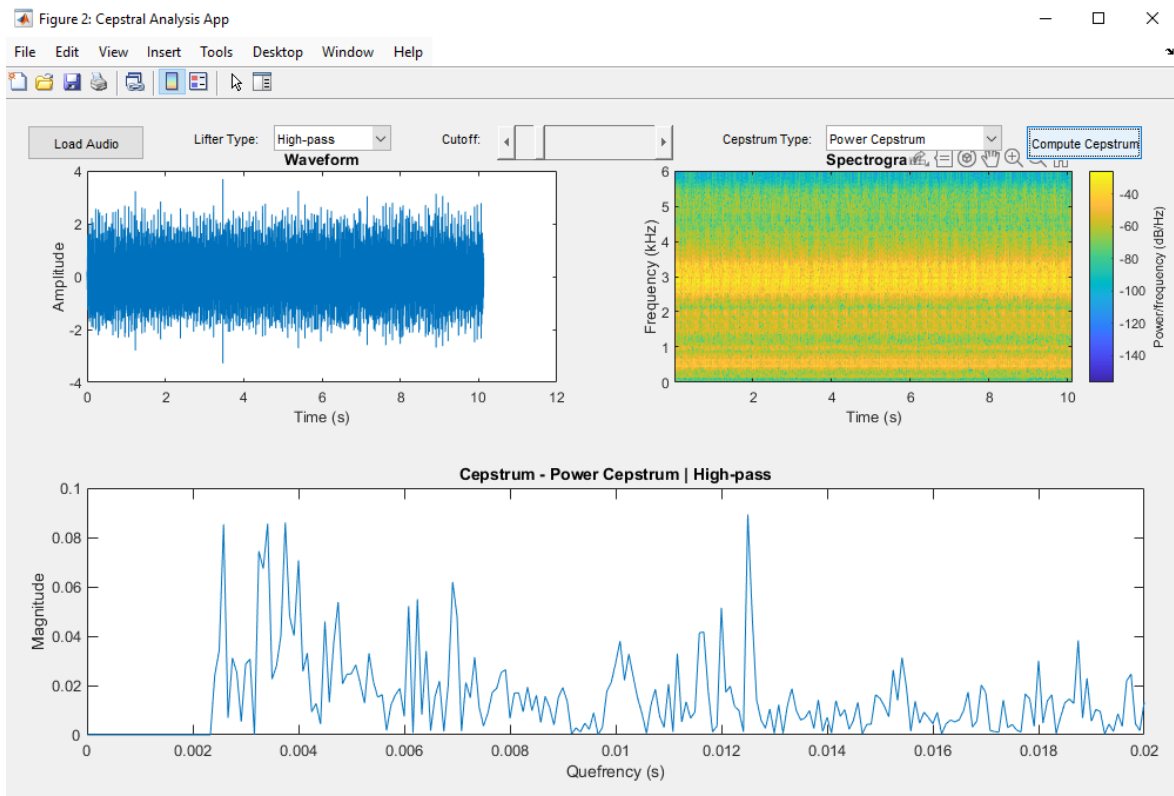 Figure 2: Cepstral Analysis App
File Edit View Insert Tools Desktop Window Help
Load Audio
Lifter Type: High-pass
Cutoff:
Cepstrum Type: Power Cepstrum
Compute Cepstrum
Waveform
4
2
0
-2
-4
Amplitude
0 2 4 6 8 10 12
Time (s)
Spectrogra
6
5
4
3
2
1
0
Frequency (kHz)
2 4 6 8 10
Time (s)
-40
-60
-80
-100
-120
-140
Power/frequency (dB/Hz)
Cepstrum - Power Cepstrum | High-pass
0.1
0.08
0.06
0.04
0.02
0
Magnitude
0 0.002 0.004 0.006 0.008 0.01 0.012 0.014 0.016 0.018 0.02
Quefrency (s)